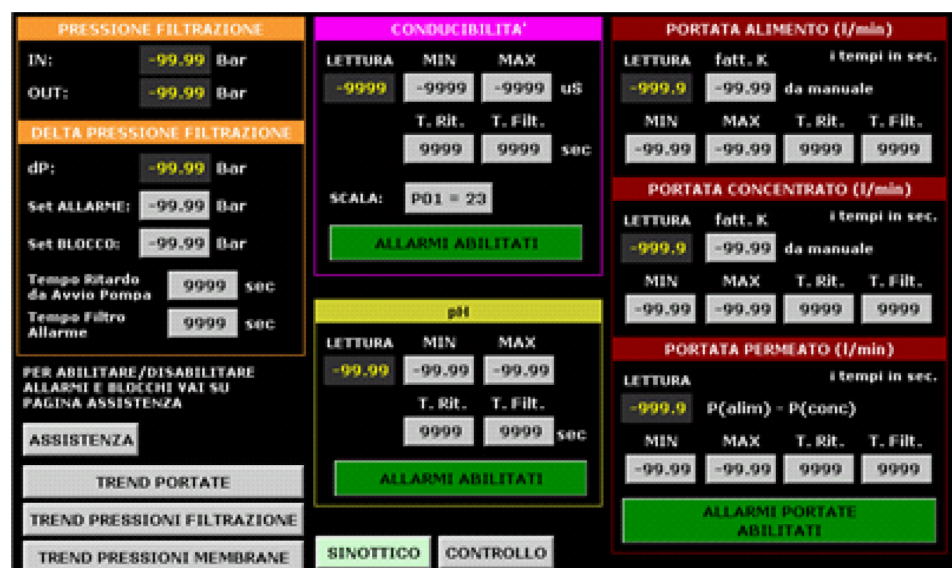 PRESSIONE FILTRAZIONE
IN: -99.99 Bar
OUT: -99.99 Bar
DELTA PRESSIONE FILTRAZIONE
dP: -99.99 Bar
Set ALLARME: -99.99 Bar
Set BLOCCO: -99.99 Bar
Tempo Ritardo
da Avvio Pompa 9999 sec
Tempo Filtro
Allarme 9999 sec
PER ABILITARE/DISABILITARE
ALLARMI E BLOCCHI VAI SU
PAGINA ASSISTENZA
ASSISTENZA
TREND PORTATE
TREND PRESSIONI FILTRAZIONE
TREND PRESSIONI MEMBRANE
CONDUCIBILITA'
LETTURA MIN MAX
-9999 -9999 -9999 uS
T. Rit. T. Filt.
9999 9999 sec
SCALA: P01 = 23
ALLARMI ABILITATI
pH
LETTURA MIN MAX
-99.99 -99.99 -99.99
T. Rit. T. Filt.
9999 9999 sec
ALLARMI ABILITATI
SINOTTICO CONTROLLO
PORTATA ALIMENTO (l/min)
LETTURA fatt. K i tempi in sec.
-999.9 -99.99 da manuale
MIN MAX T. Rit. T. Filt.
-99.99 -99.99 9999 9999
PORTATA CONCENTRATO (l/min)
LETTURA fatt. K i tempi in sec.
-999.9 -99.99 da manuale
MIN MAX T. Rit. T. Filt.
-99.99 -99.99 9999 9999
PORTATA PERMEATO (l/min)
LETTURA i tempi in sec.
-999.9 P(alim) - P(conc)
MIN MAX T. Rit. T. Filt.
-99.99 -99.99 9999 9999
ALLARMI PORTATE
ABILITATI